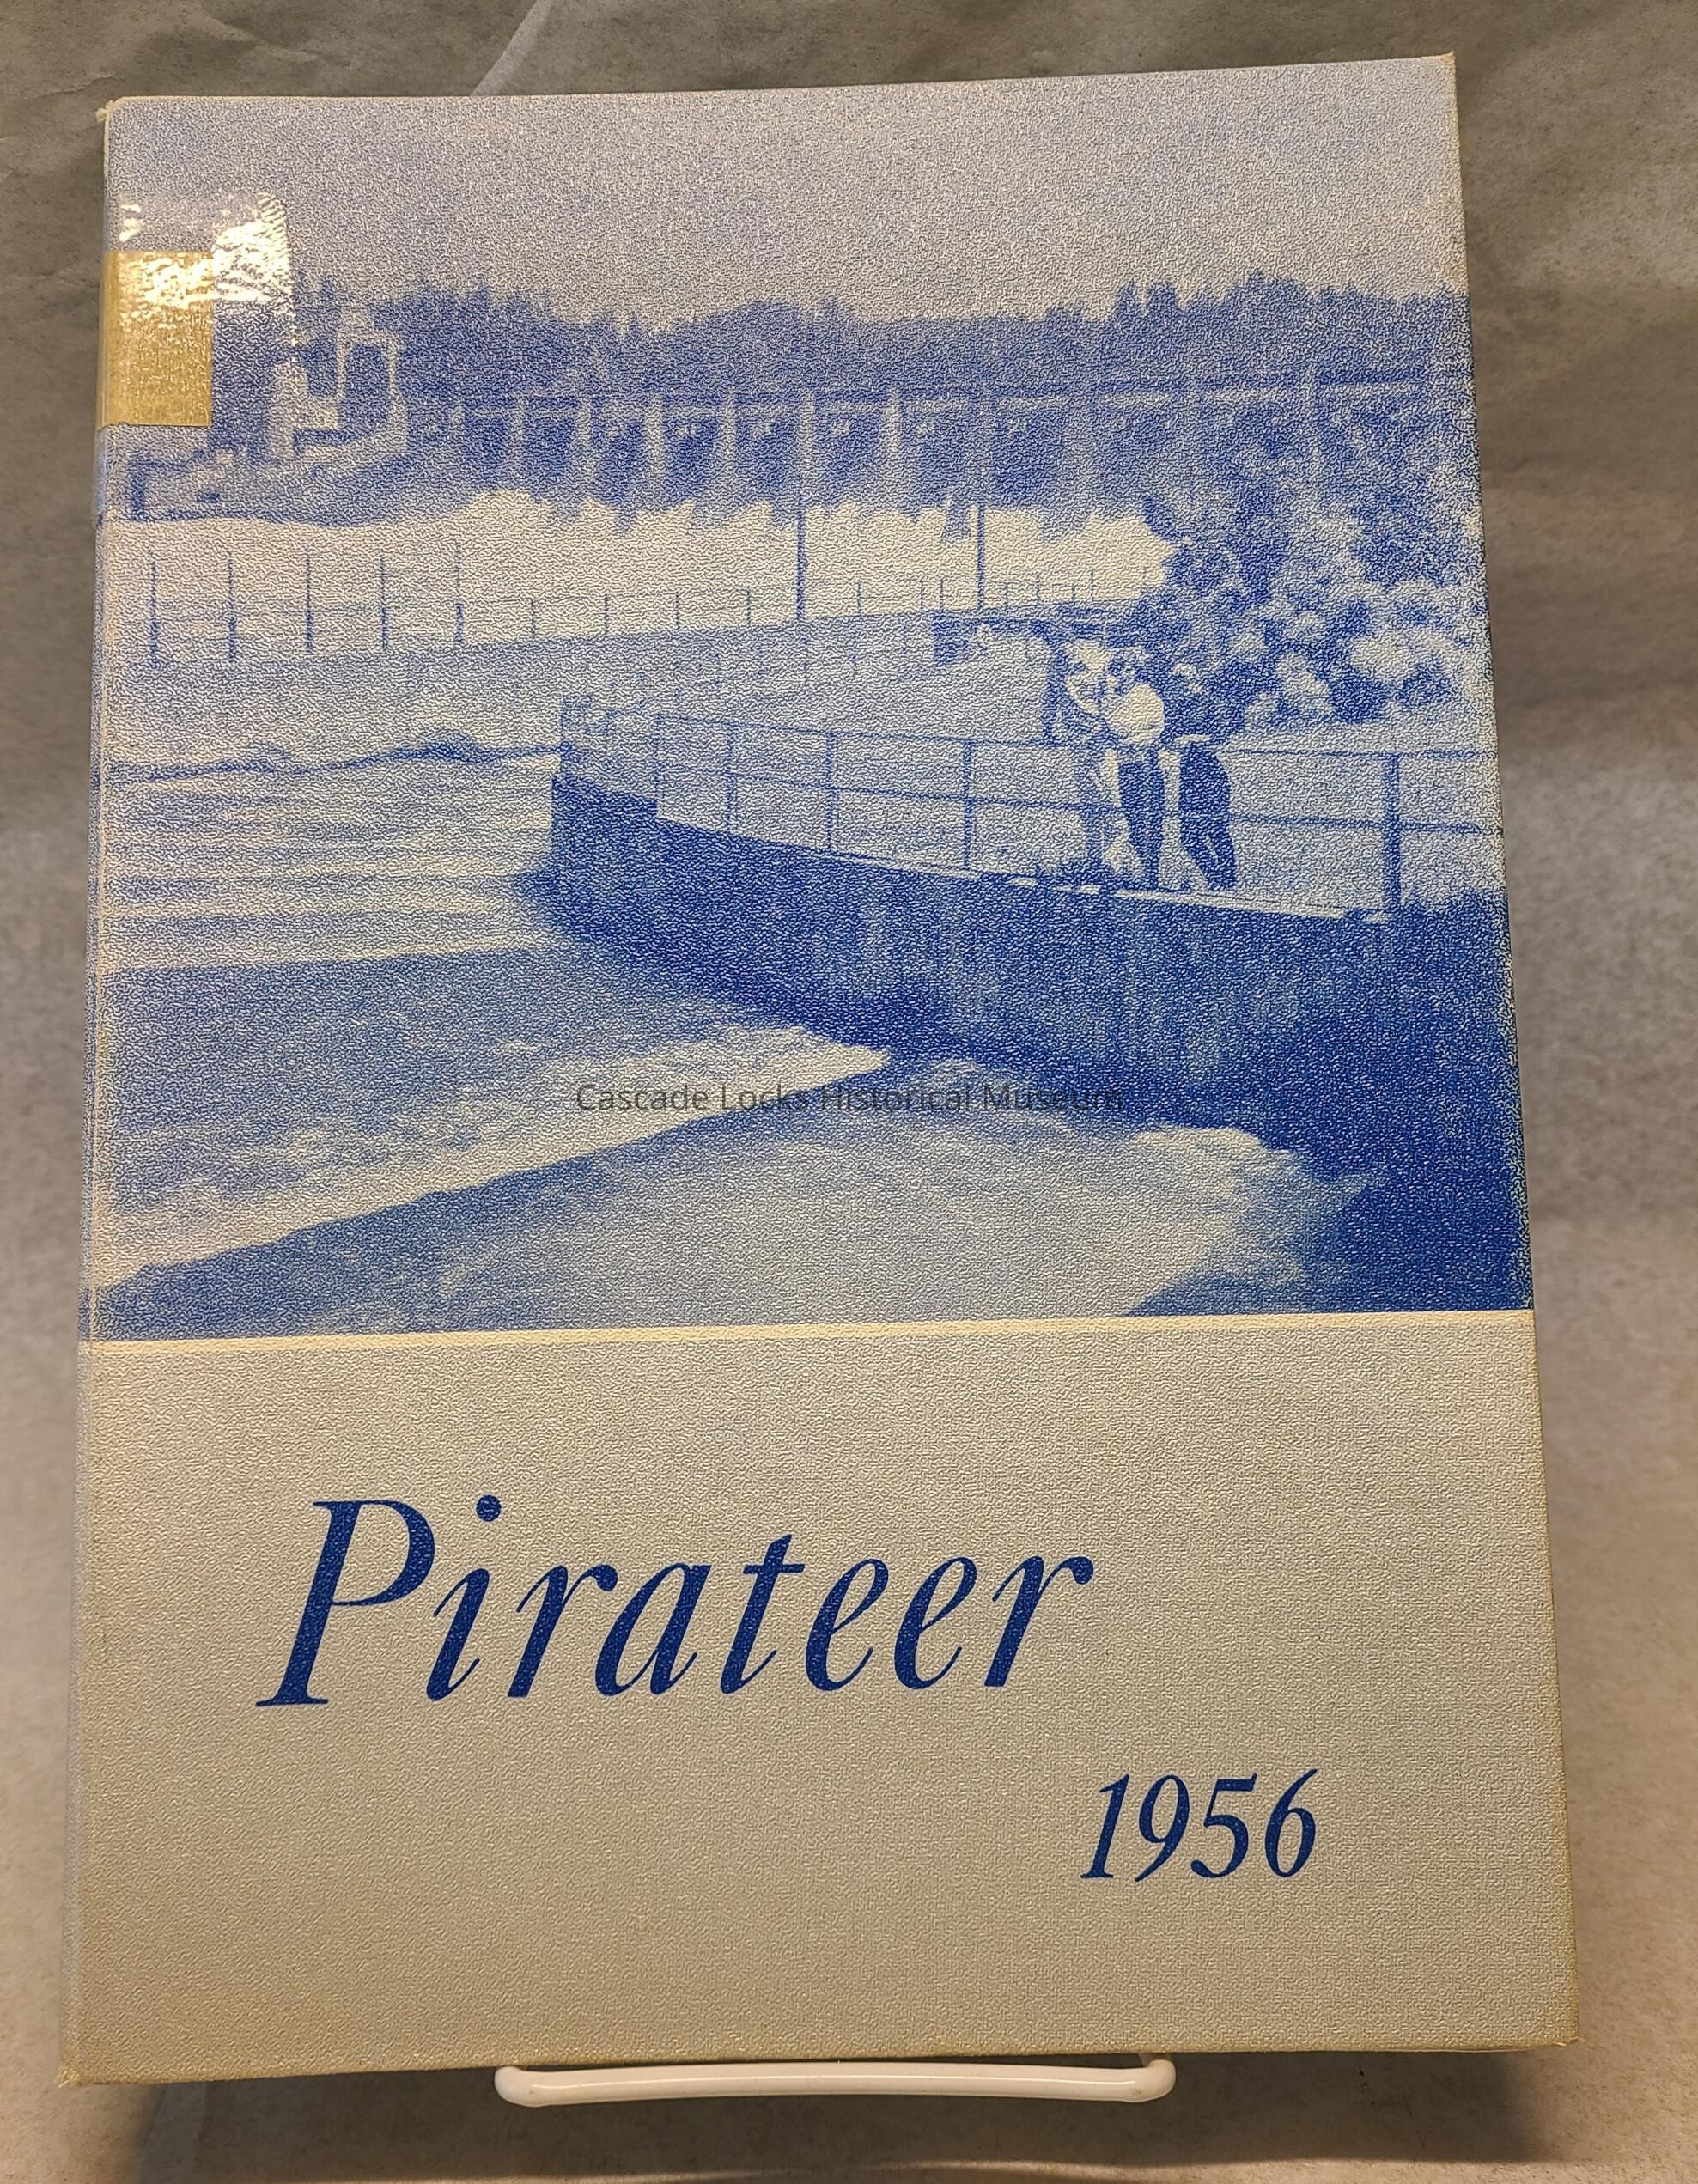 Cascade Locks Historical Museum
Pirateer
1956